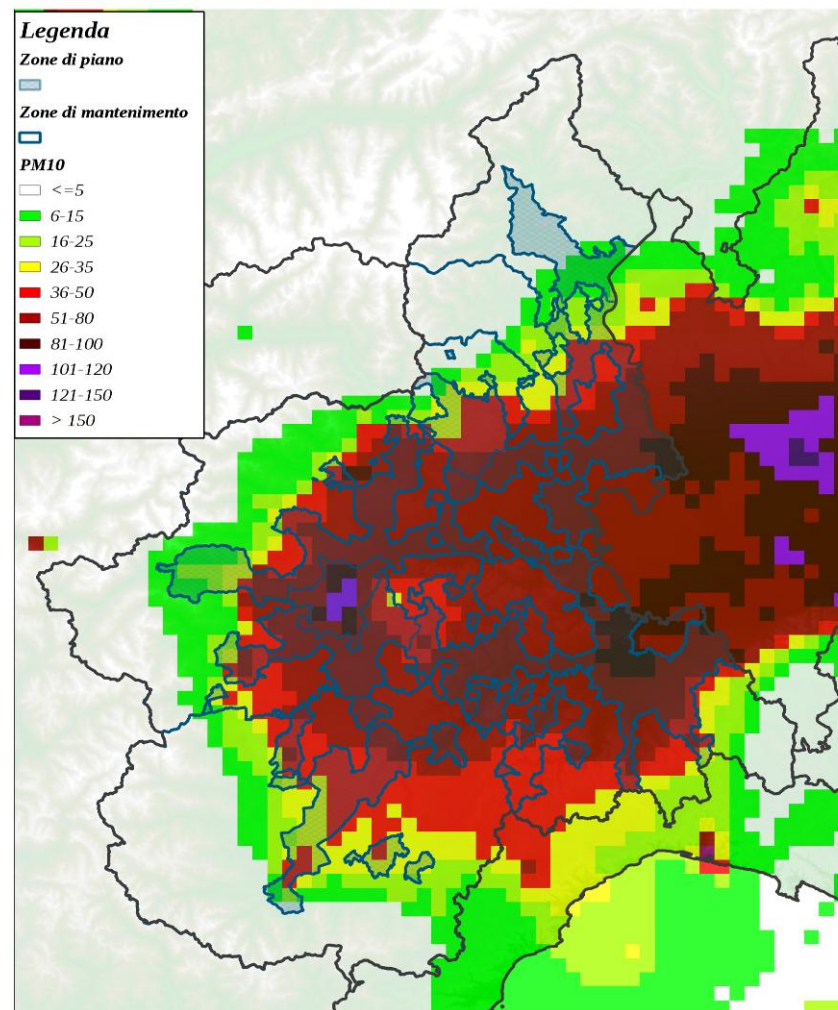 Legenda
Zone di piano
Zone di mantenimento
PM10
<=5
6-15
16-25
26-35
36-50
51-80
81-100
101-120
121-150
> 150